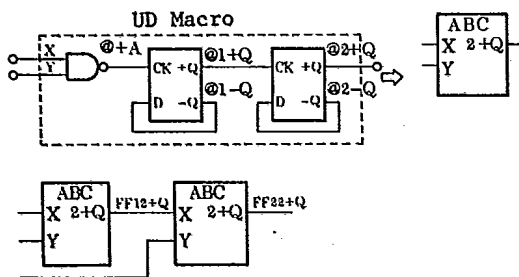 UD Macro
ABC
X
Y
@+A
@1+Q
@2+Q
CK +Q
CK +Q
2+Q
Y
@1-Q
@2-Q
D -Q
D -Q
ABC
X 2+Q
Y
FF12+Q
ABC
X 2+Q
Y
FF22+Q